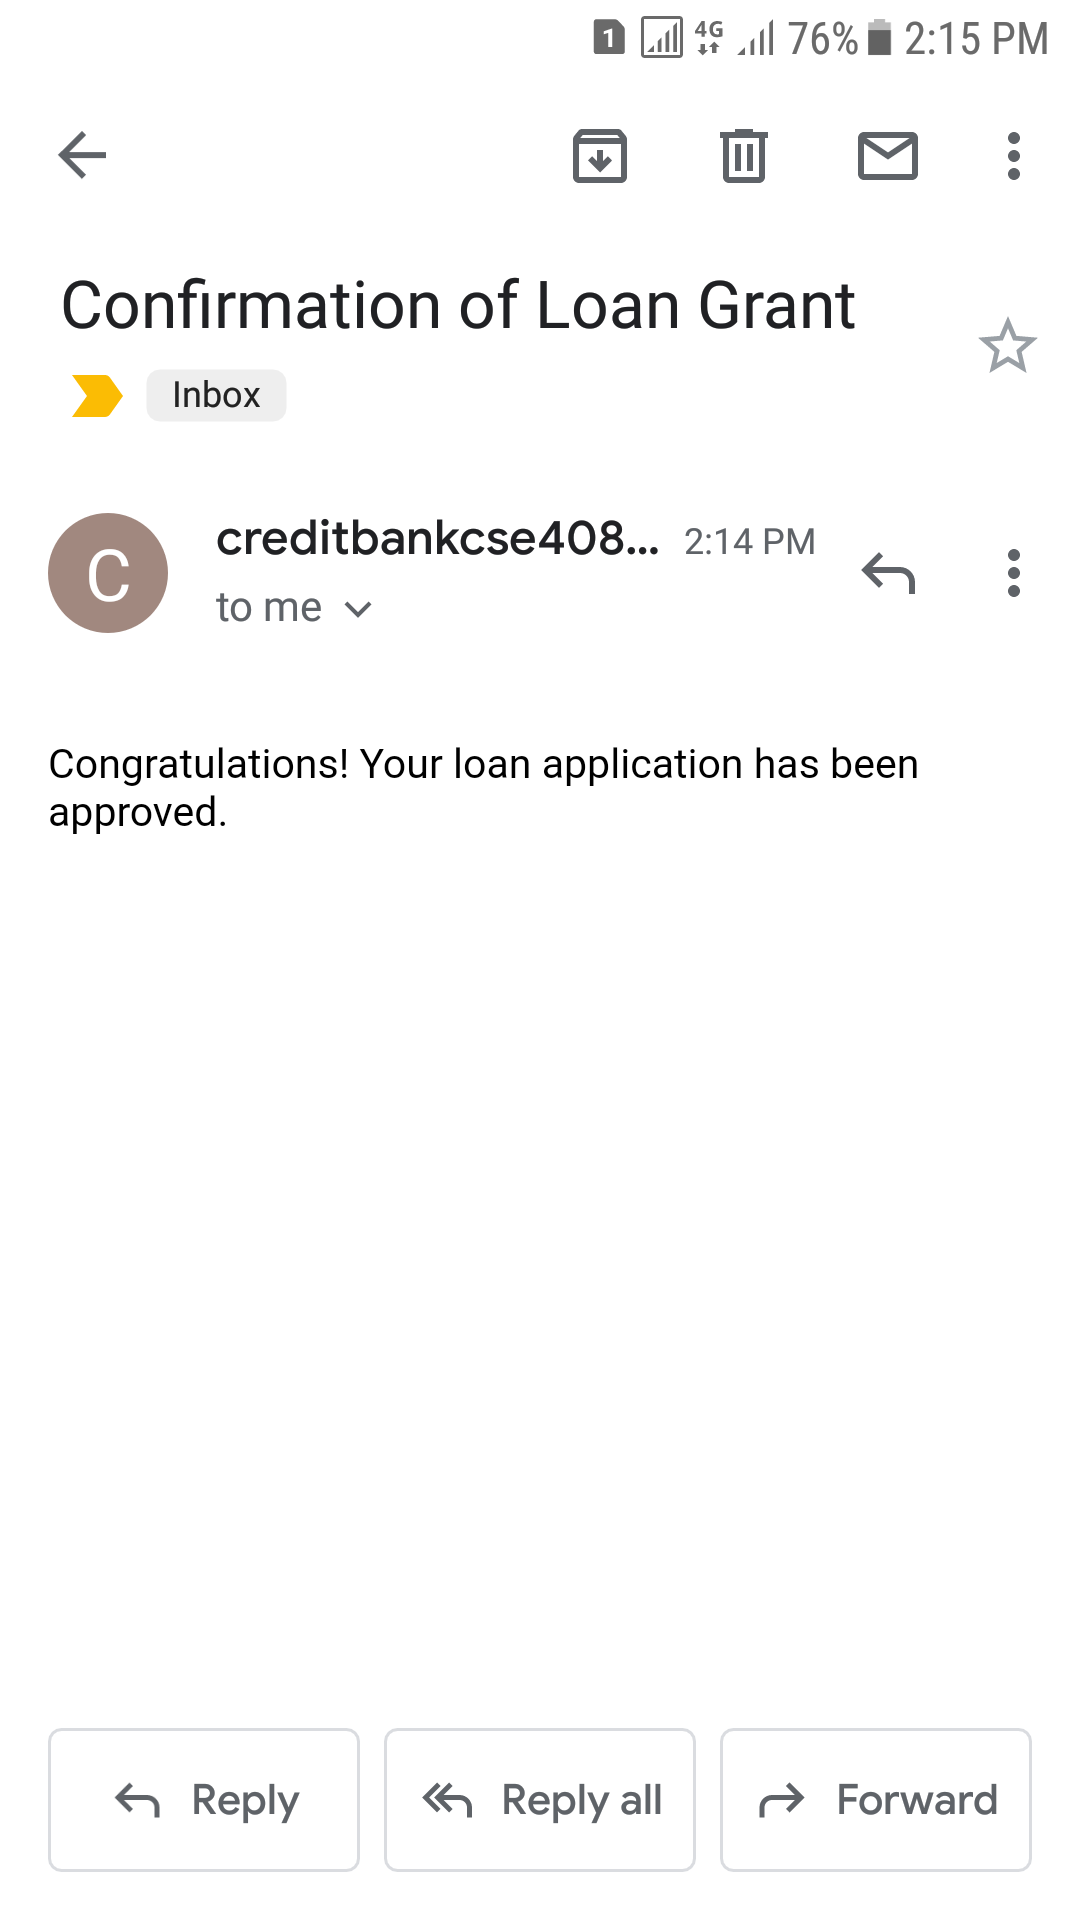 1 4G 76% 2:15 PM
Confirmation of Loan Grant
Inbox
C
creditbankcse408... 2:14 PM
to me
Congratulations! Your loan application has been
approved.
Reply Reply all Forward